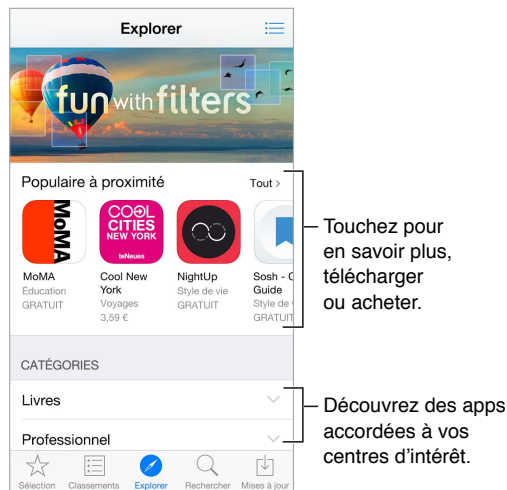 Explorer
fun with filters
Populaire à proximité
Tout >
MoMA
COOL
CITIES
NEW YORK
teNeues
MoMA
Éducation
GRATUIT
Cool New
York
Voyages
3,59 €
NightUp
Style de vie
GRATUIT
Sosh - C
Guide
Style de v
GRATUIT
Touchez pour
en savoir plus,
télécharger
ou acheter.
CATÉGORIES
Livres
Professionnel
Découvrez des apps
accordées à vos
centres d’intérêt.
Sélection
Classements
Explorer
Rechercher
Mises à jour